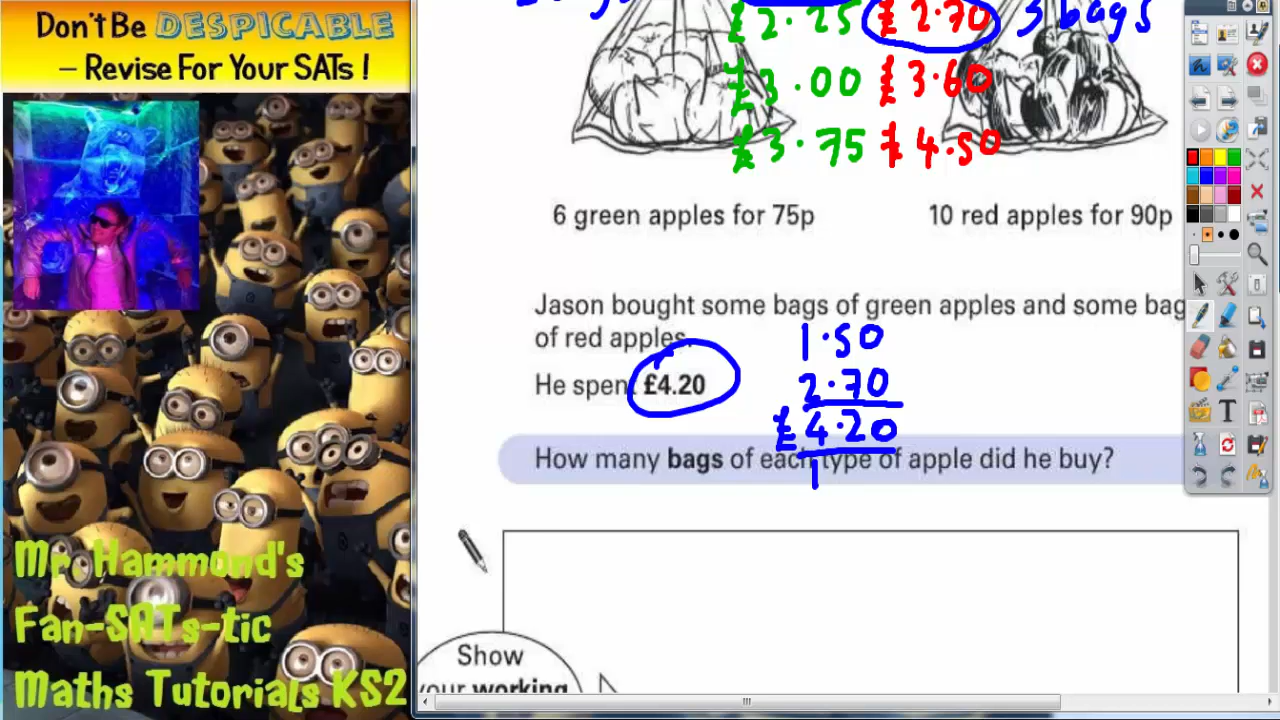 Don't Be DESPICABLE
– Revise For Your SATs !
Mr. Hammond's
Fan-SATs-tic
Maths Tutorials KS2
£2.25 £2.70 3 bags
£3.00 £3.60
£3.75 £4.50
6 green apples for 75p
10 red apples for 90p
Jason bought some bags of green apples and some bag
of red apples.
He spent £4.20
1.50
2.70
£4.20
1
How many bags of each type of apple did he buy?
Show
your working